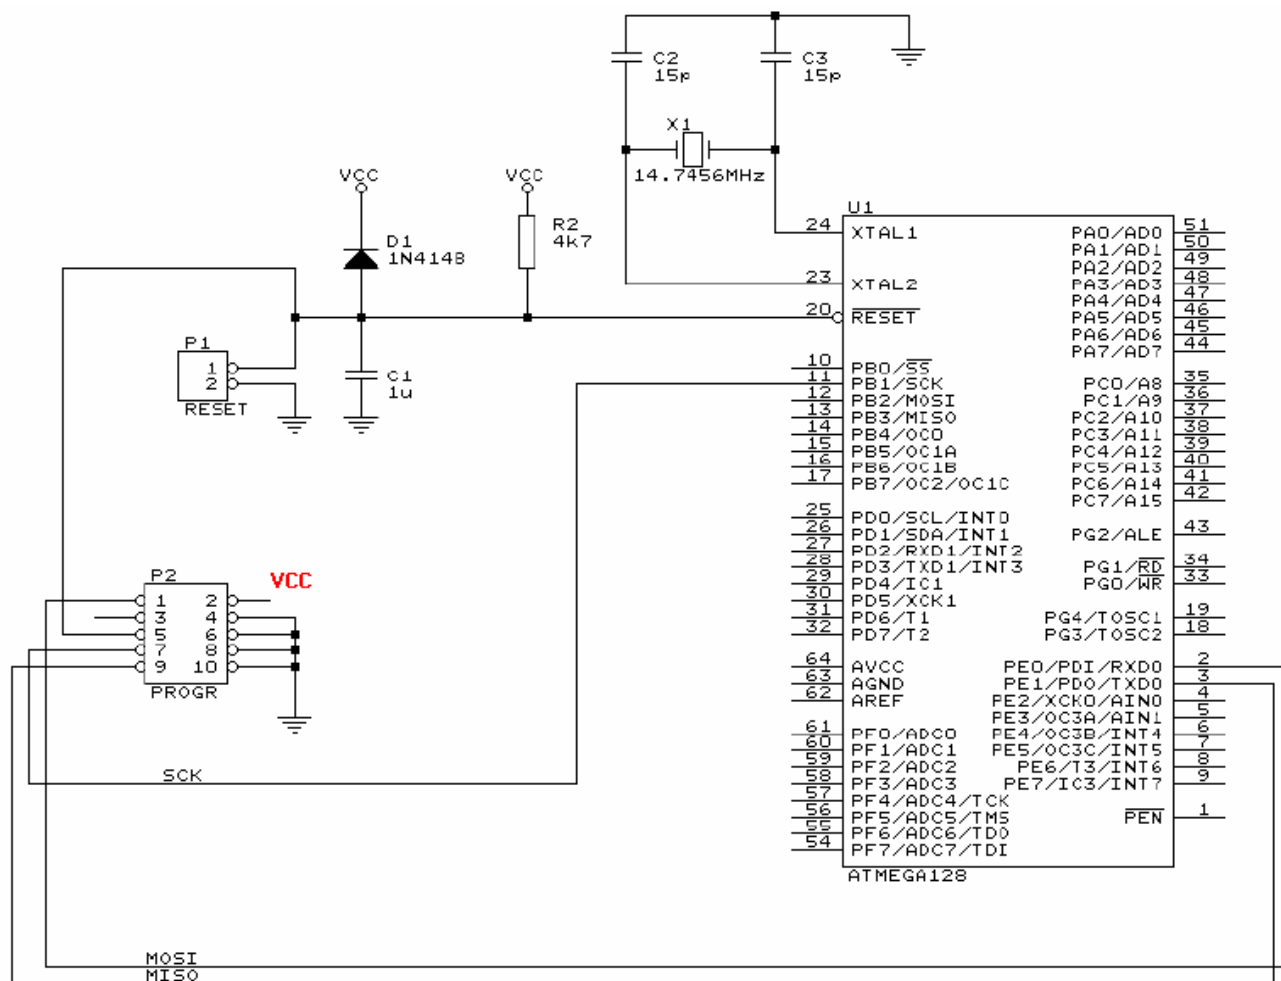 C2
15p
C3
15p
X1
14.7456MHz
VCC
VCC
R2
4k7
D1
1N4148
P1
1
2
RESET
C1
1u
U1
24 XTAL1
23 XTAL2
20 RESET
10 PB0/SS
11 PB1/SCK
12 PB2/MOSI
13 PB3/MISO
14 PB4/OC0
15 PB5/OC1A
16 PB6/OC1B
17 PB7/OC2/OC1C
25 PD0/SCL/INT0
26 PD1/SDA/INT1
27 PD2/RXD1/INT2
28 PD3/TXD1/INT3
29 PD4/IC1
30 PD5/XCK1
31 PD6/T1
32 PD7/T2
64 AVCC
63 AGND
62 AREF
61 PF0/ADC0
60 PF1/ADC1
59 PF2/ADC2
58 PF3/ADC3
57 PF4/ADC4/TCK
56 PF5/ADC5/TMS
55 PF6/ADC6/TDO
54 PF7/ADC7/TDI
PA0/AD0 51
PA1/AD1 50
PA2/AD2 49
PA3/AD3 48
PA4/AD4 47
PA5/AD5 46
PA6/AD6 45
PA7/AD7 44
PC0/A8 35
PC1/A9 36
PC2/A10 37
PC3/A11 38
PC4/A12 39
PC5/A13 40
PC6/A14 41
PC7/A15 42
PG2/ALE 43
PG1/RD 34
PG0/WR 33
PG4/TOSC1 19
PG3/TOSC2 18
PE0/PDI/RXD0 2
PE1/PDO/TXD0 3
PE2/XCK0/AIN0 4
PE3/OC3A/AIN1 5
PE4/OC3B/INT4 6
PE5/OC3C/INT5 7
PE6/T3/INT6 8
PE7/IC3/INT7 9
PEN 1
ATMEGA128
P2
VCC
1 2
3 4
5 6
7 8
9 10
PROGR
SCK
MOSI
MISO